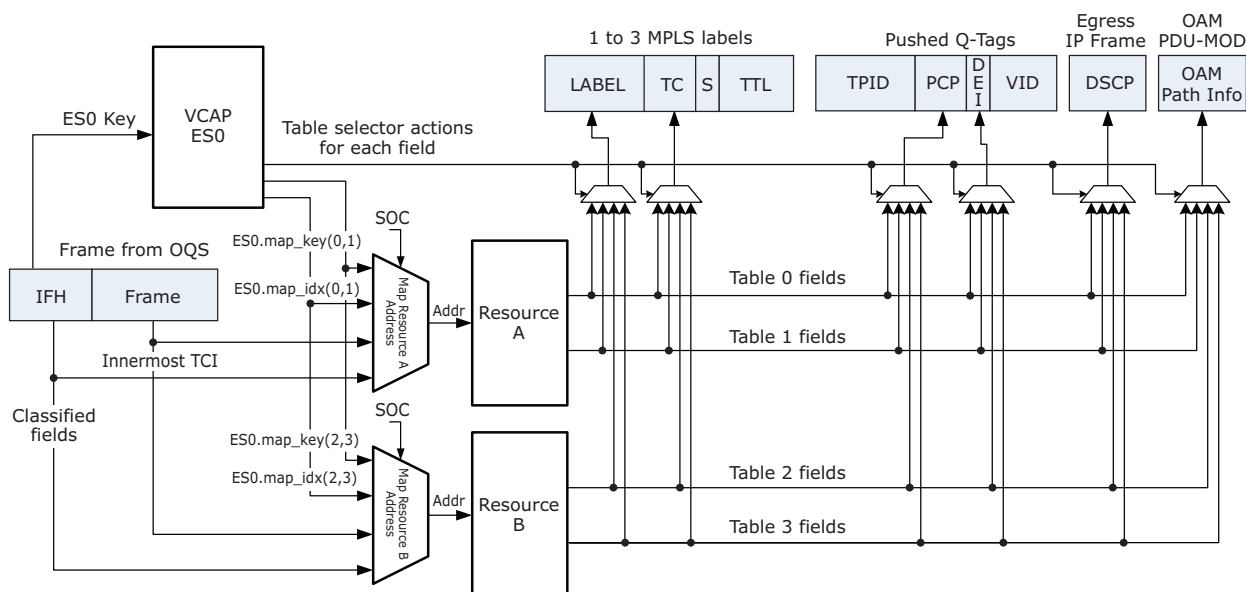 1 to 3 MPLS labels
LABEL
TC
S
TTL
Pushed Q-Tags
TPID
PCP
D
E
I
VID
Egress
IP Frame
DSCP
OAM
PDU-MOD
OAM
Path Info
VCAP
ES0
ES0 Key
Table selector actions
for each field
Frame from OQS
IFH
Frame
SOC
ES0.map_key(0,1)
ES0.map_idx(0,1)
Map Resource A
Address
Addr
Resource
A
Table 0 fields
Table 1 fields
Innermost TCI
Classified
fields
SOC
ES0.map_key(2,3)
ES0.map_idx(2,3)
Map Resource B
Address
Addr
Resource
B
Table 2 fields
Table 3 fields